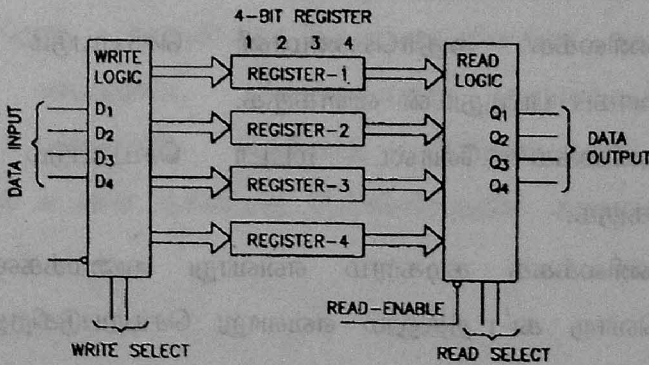 4-BIT REGISTER
2 3 4
WRITE LOGIC
READ LOGIC
REGISTER-1
REGISTER-2
REGISTER-3
REGISTER-4
DATA INPUT
D1
D2
D3
D4
Q1
Q2
Q3
Q4
DATA OUTPUT
READ-ENABLE
WRITE SELECT
READ SELECT